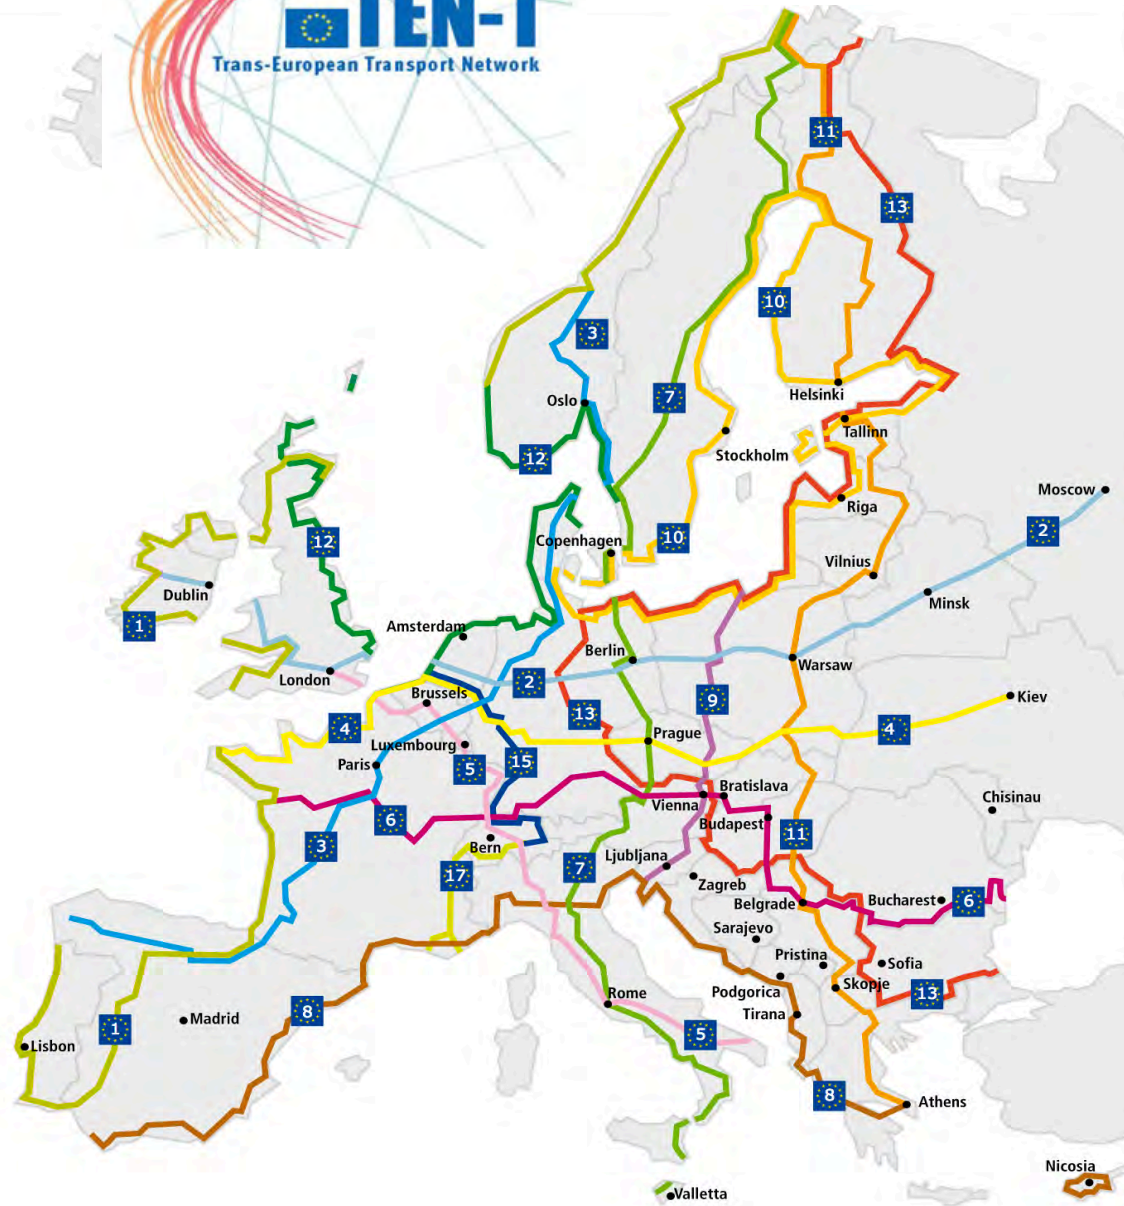 TEN-T
Trans-European Transport Network
11
13
10
3
7
Helsinki
Oslo
Tallinn
12
Stockholm
Moscow
Riga
2
12
10
Copenhagen
Vilnius
Dublin
Minsk
1
Amsterdam
Berlin
Warsaw
London
2
Brussels
Kiev
9
13
4
4
Prague
Luxembourg
Paris
15
5
Bratislava
Vienna
Chisinau
6
Budapest
11
3
Bern
Ljubljana
7
17
Zagreb
Bucharest
6
Belgrade
Sarajevo
Pristina
Sofia
Skopje
Podgorica
13
Rome
8
Tirana
Madrid
1
5
Lisbon
8
Athens
Nicosia
Valletta